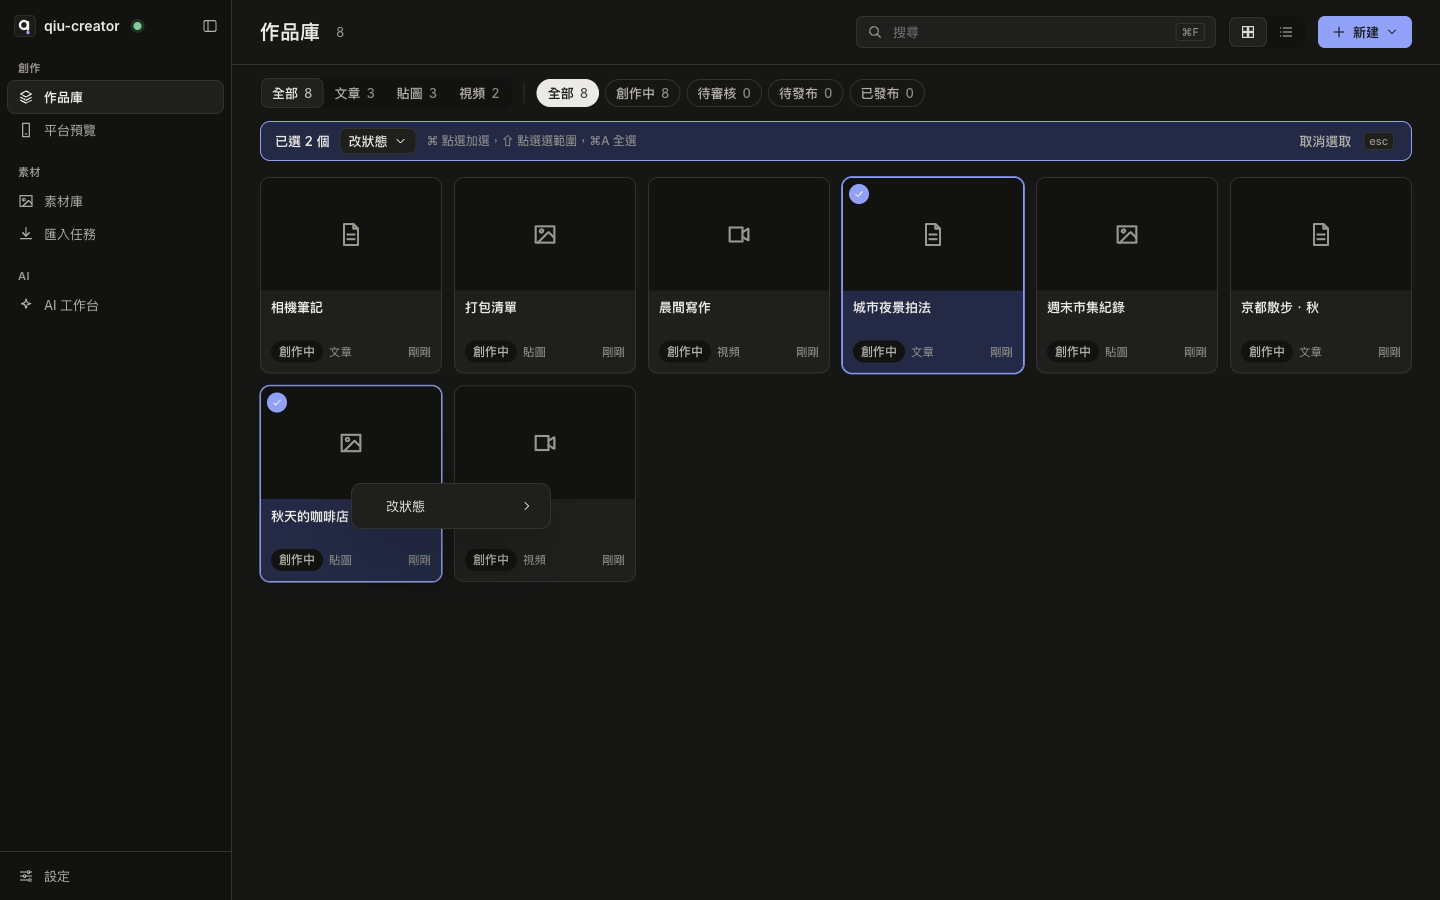 qiu-creator
創作
作品庫
平台預覽
素材
素材庫
匯入任務
AI
AI 工作台
設定
作品庫 8
搜尋 ⌘F
新建
全部 8 文章 3 貼圖 3 視頻 2
全部 8 創作中 8 待審核 0 待發布 0 已發布 0
已選 2 個 改狀態 ⌘ 點選加選，⇧ 點選選範圍，⌘A 全選 取消選取 esc
相機筆記
創作中 文章 剛剛
打包清單
創作中 貼圖 剛剛
晨間寫作
創作中 視頻 剛剛
城市夜景拍法
創作中 文章 剛剛
週末市集紀錄
創作中 貼圖 剛剛
京都散步 · 秋
創作中 文章 剛剛
秋天的咖啡店
創作中 貼圖 剛剛
改狀態
創作中 視頻 剛剛